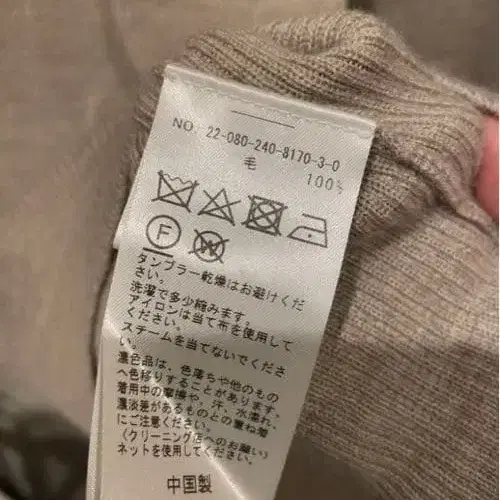 NO. 22-080-240-8170-3-0
毛 100%
F W
タンブラー乾燥はお避けくだ
さい。
洗濯で多少縮みます。
アイロンは当て布を使用して
ください。
スチームを当てないでくださ
い。
濃色品は、色落ちや他のもの
へ色移りすることがあります。
着用中の摩擦や、汗、水濡れ、
濃淡差があるものとの重ね着
にご注意ください。
(クリーニング店へのお願い)
ネットを使用してください。
中国製